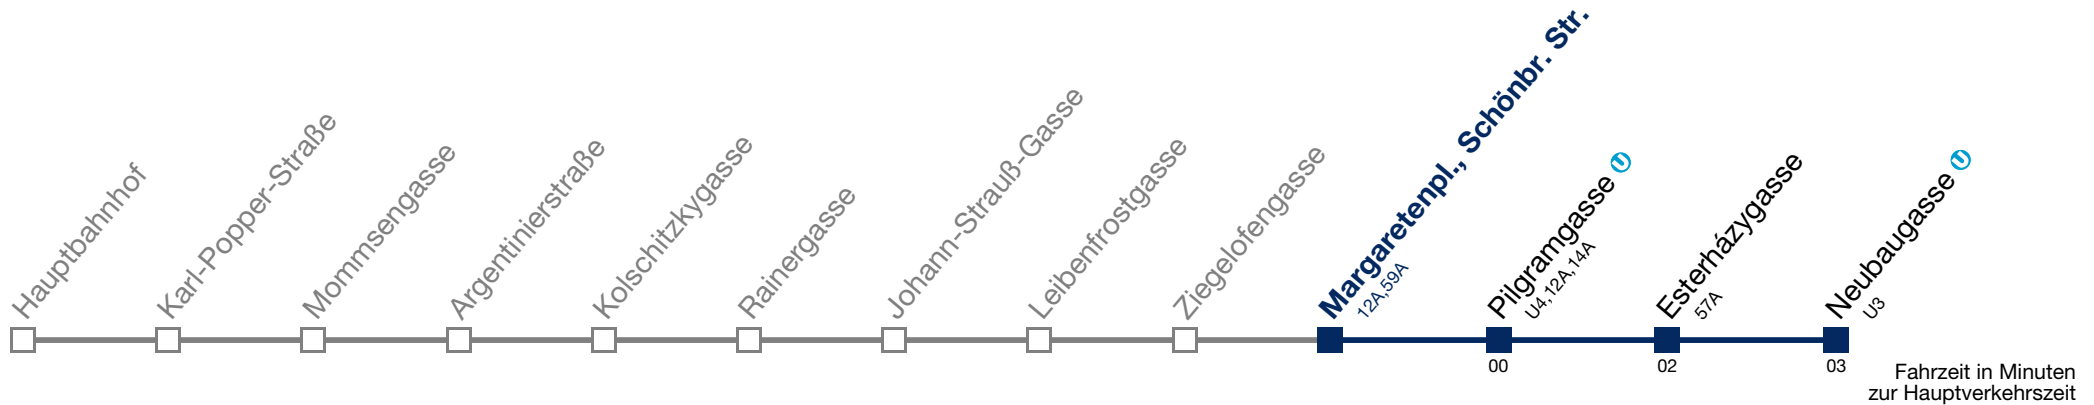 Hauptbahnhof
Karl-Popper-Straße
Mommsengasse
Argentinierstraße
Kolschitzkygasse
Rainergasse
Johann-Strauß-Gasse
Leibenfrostgasse
Ziegelofengasse
Margaretenpl., Schönbr. Str.
12A,59A
Pilgramgasse U
U4,12A,14A
Esterházygasse
57A
Neubaugasse U
U3
00
02
03
Fahrzeit in Minuten
zur Hauptverkehrszeit